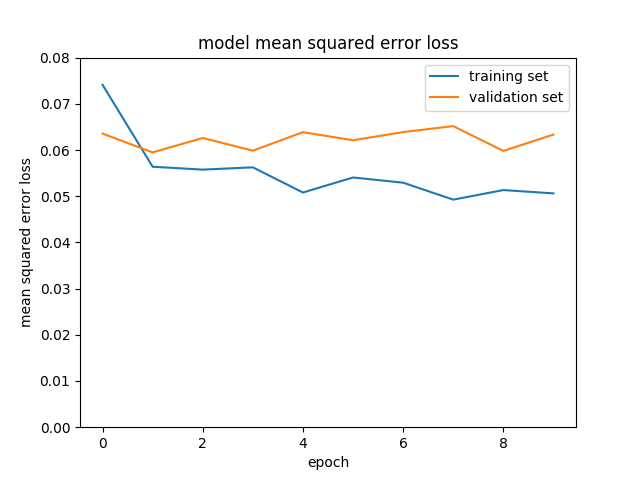 model mean squared error loss
0.08
0.07
0.06
0.05
0.04
0.03
0.02
0.01
0.00
mean squared error loss
training set
validation set
0 2 4 6 8
epoch